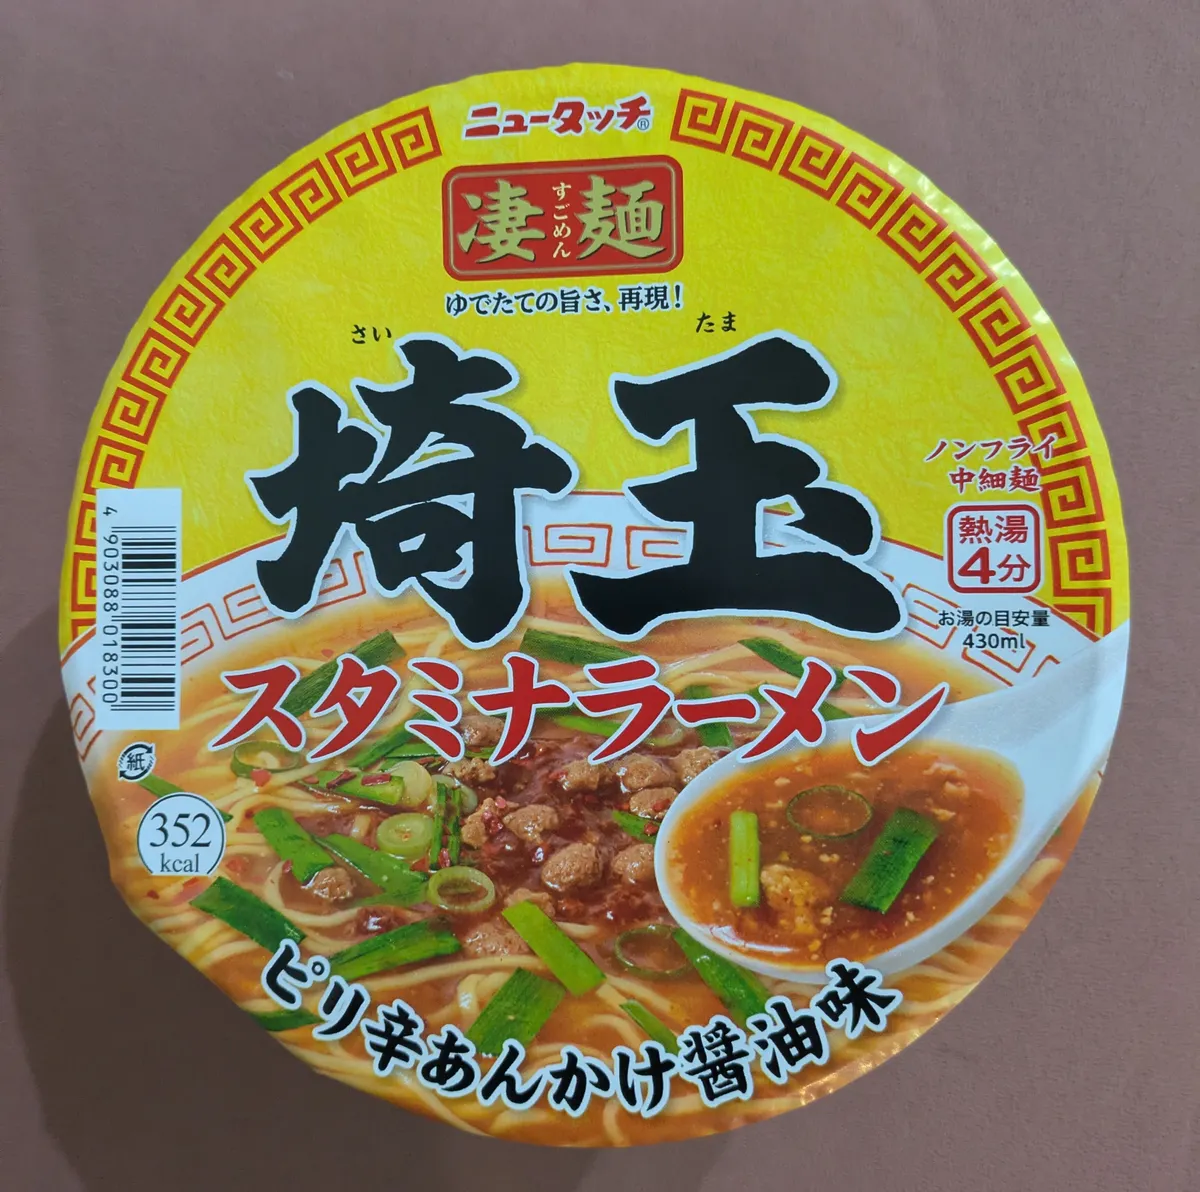 ニュータッチ®
凄麺
すごめん
ゆでたての旨さ、再現!
さい たま
埼玉
ノンフライ
中細麺
熱湯
4分
お湯の目安量
430ml
スタミナラーメン
4 903088 018300
紙
352
kcal
ピリ辛あんかけ醤油味